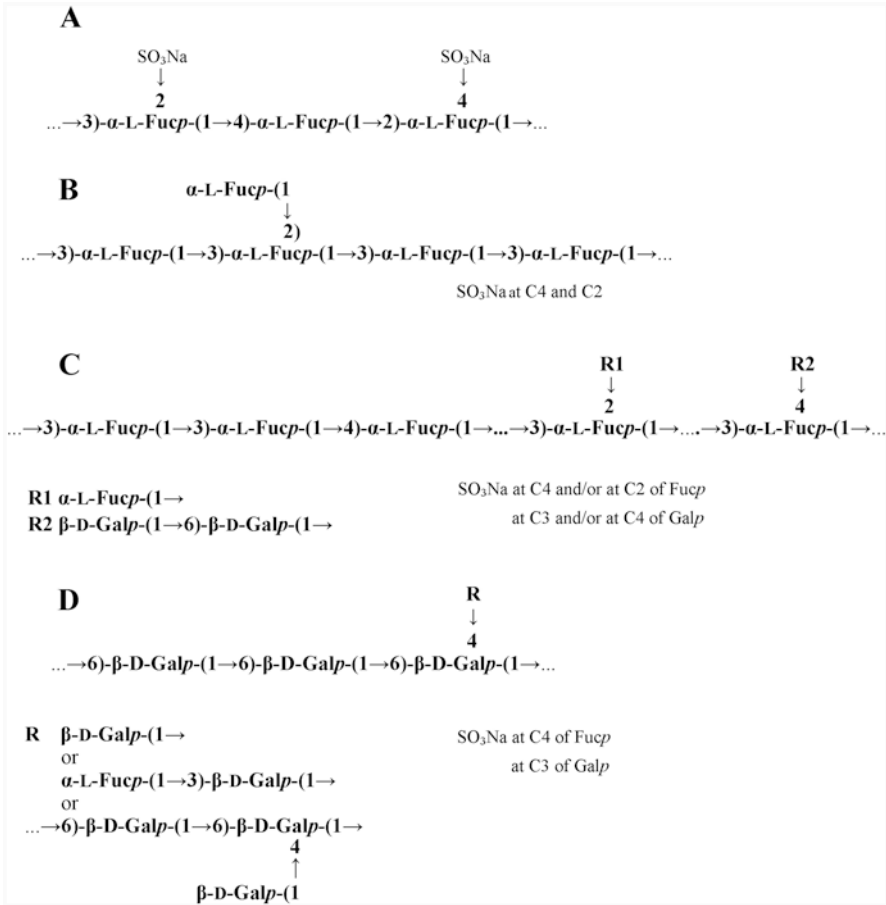 A
SO₃Na SO₃Na
↓ ↓
2 4
...→3)-α-L-Fucp-(1→4)-α-L-Fucp-(1→2)-α-L-Fucp-(1→...
B
α-L-Fucp-(1
↓
2)
...→3)-α-L-Fucp-(1→3)-α-L-Fucp-(1→3)-α-L-Fucp-(1→3)-α-L-Fucp-(1→...
SO₃Na at C4 and C2
C
R1 R2
↓ ↓
2 4
...→3)-α-L-Fucp-(1→3)-α-L-Fucp-(1→4)-α-L-Fucp-(1→...→3)-α-L-Fucp-(1→....→3)-α-L-Fucp-(1→...
R1 α-L-Fucp-(1→
R2 β-D-Galp-(1→6)-β-D-Galp-(1→
SO₃Na at C4 and/or at C2 of Fucp
at C3 and/or at C4 of Galp
D
R
↓
4
...→6)-β-D-Galp-(1→6)-β-D-Galp-(1→6)-β-D-Galp-(1→...
R β-D-Galp-(1→
or
α-L-Fucp-(1→3)-β-D-Galp-(1→
or
...→6)-β-D-Galp-(1→6)-β-D-Galp-(1→
4
↑
β-D-Galp-(1
SO₃Na at C4 of Fucp
at C3 of Galp